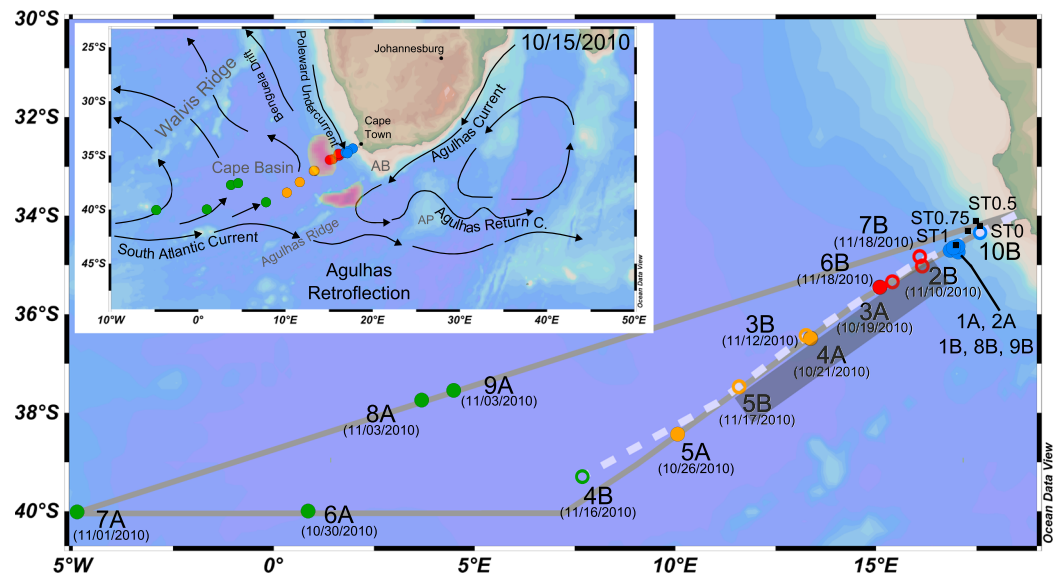 30°S
32°S
34°S
36°S
38°S
40°S
5°W
0°
5°E
10°E
15°E
10/15/2010
25°S
30°S
35°S
40°S
45°S
10°W
0°
10°E
20°E
30°E
40°E
50°E
Johannesburg
Cape
Town
Walvis Ridge
Benguela Drift
Poleward Undercurrent
Agulhas Current
Cape Basin
AB
AP
Agulhas Return C.
South Atlantic Current
Agulhas Ridge
Agulhas
Retroflection
Ocean Data View
ST0.5
ST0.75
ST0
ST1
10B
7B
(11/18/2010)
6B
(11/18/2010)
2B
(11/10/2010)
1A, 2A
1B, 8B, 9B
3A
(10/19/2010)
3B
(11/12/2010)
4A
(10/21/2010)
5B
(11/17/2010)
5A
(10/26/2010)
4B
(11/16/2010)
9A
(11/03/2010)
8A
(11/03/2010)
7A
(11/01/2010)
6A
(10/30/2010)
Ocean Data View